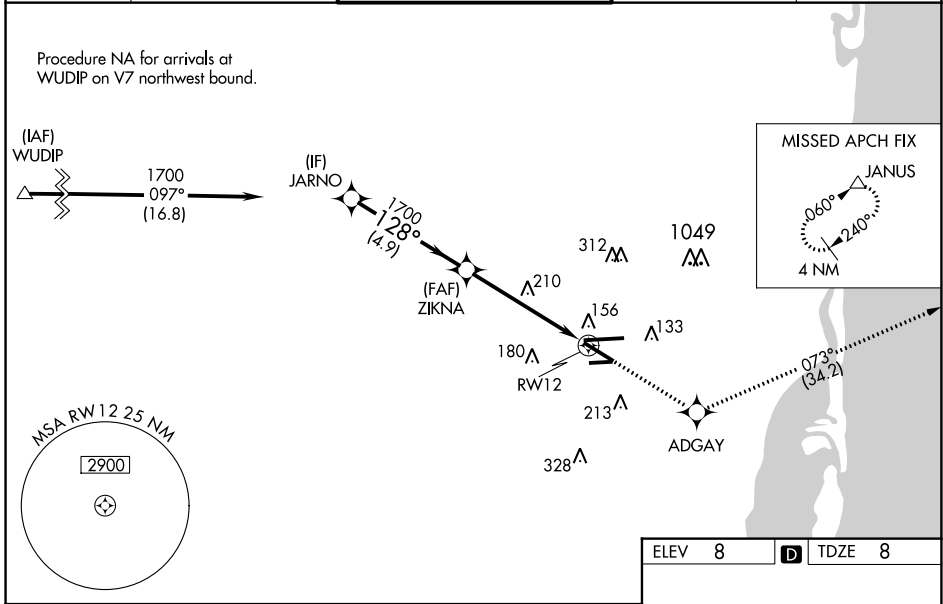 Procedure NA for arrivals at
WUDIP on V7 northwest bound.
(IAF)
WUDIP
1700
097°
(16.8)
(IF)
JARNO
1700
128°
(4.9)
(FAF)
ZIKNA
312
1049
210
156
133
180
RW12
213
328
ADGAY
073°
(34.2)
MISSED APCH FIX
JANUS
060°
240°
4 NM
MSA RW12 25 NM
2900
ELEV 8 D TDZE 8